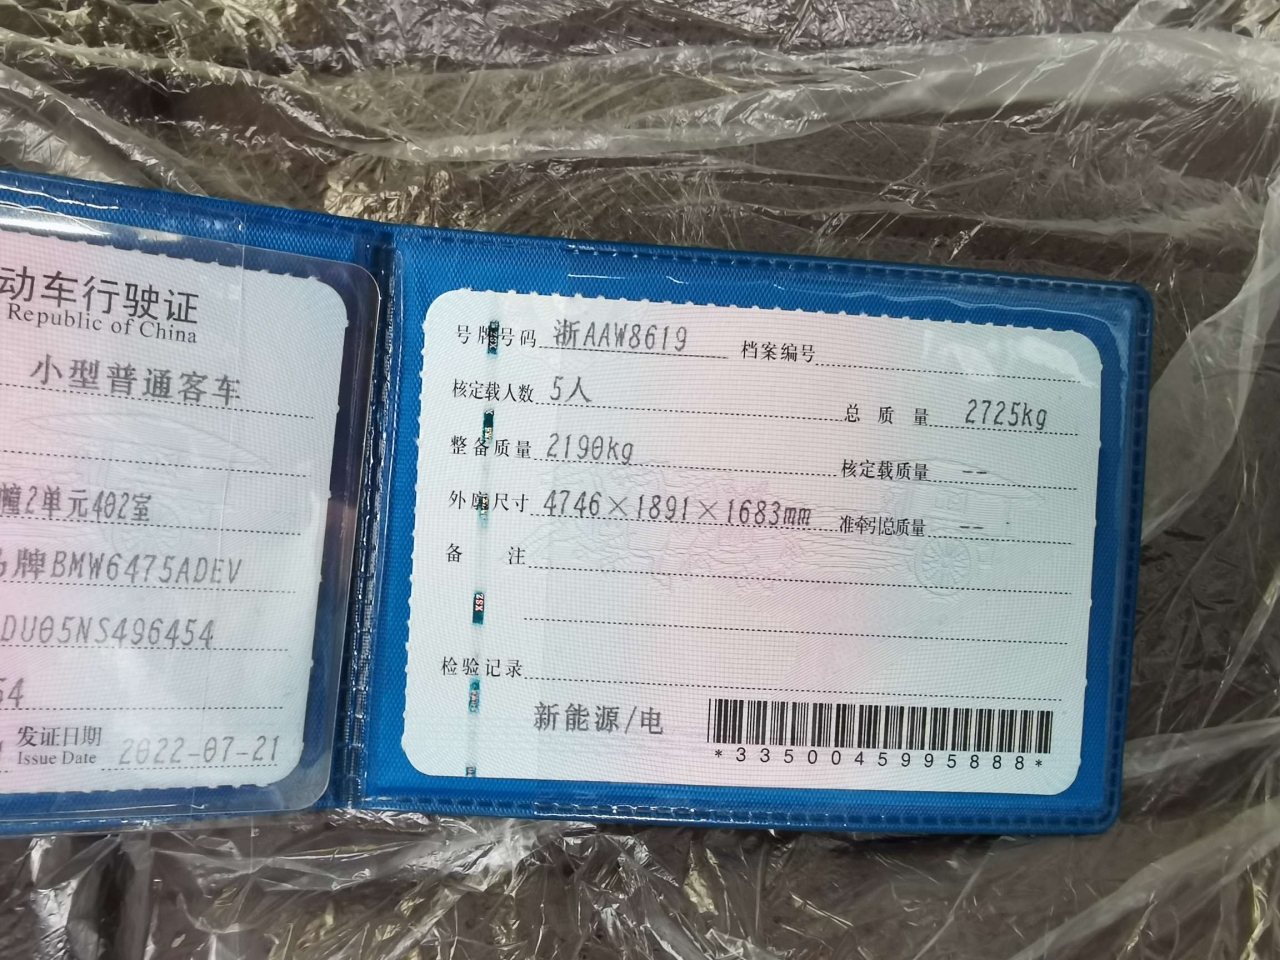 动车行驶证
Republic of China
小型普通客车
幢2单元402室
牌BMW6475ADEV
DU05NS496454
54
发证日期 2022-07-21
Issue Date
号牌号码 浙AAW8619 档案编号
核定载人数 5人 总质量 2725kg
整备质量 2190kg 核定载质量 --
外廓尺寸 4746×1891×1683mm 准牵引总质量 --
备注
检验记录
新能源/电
*3350045995888*